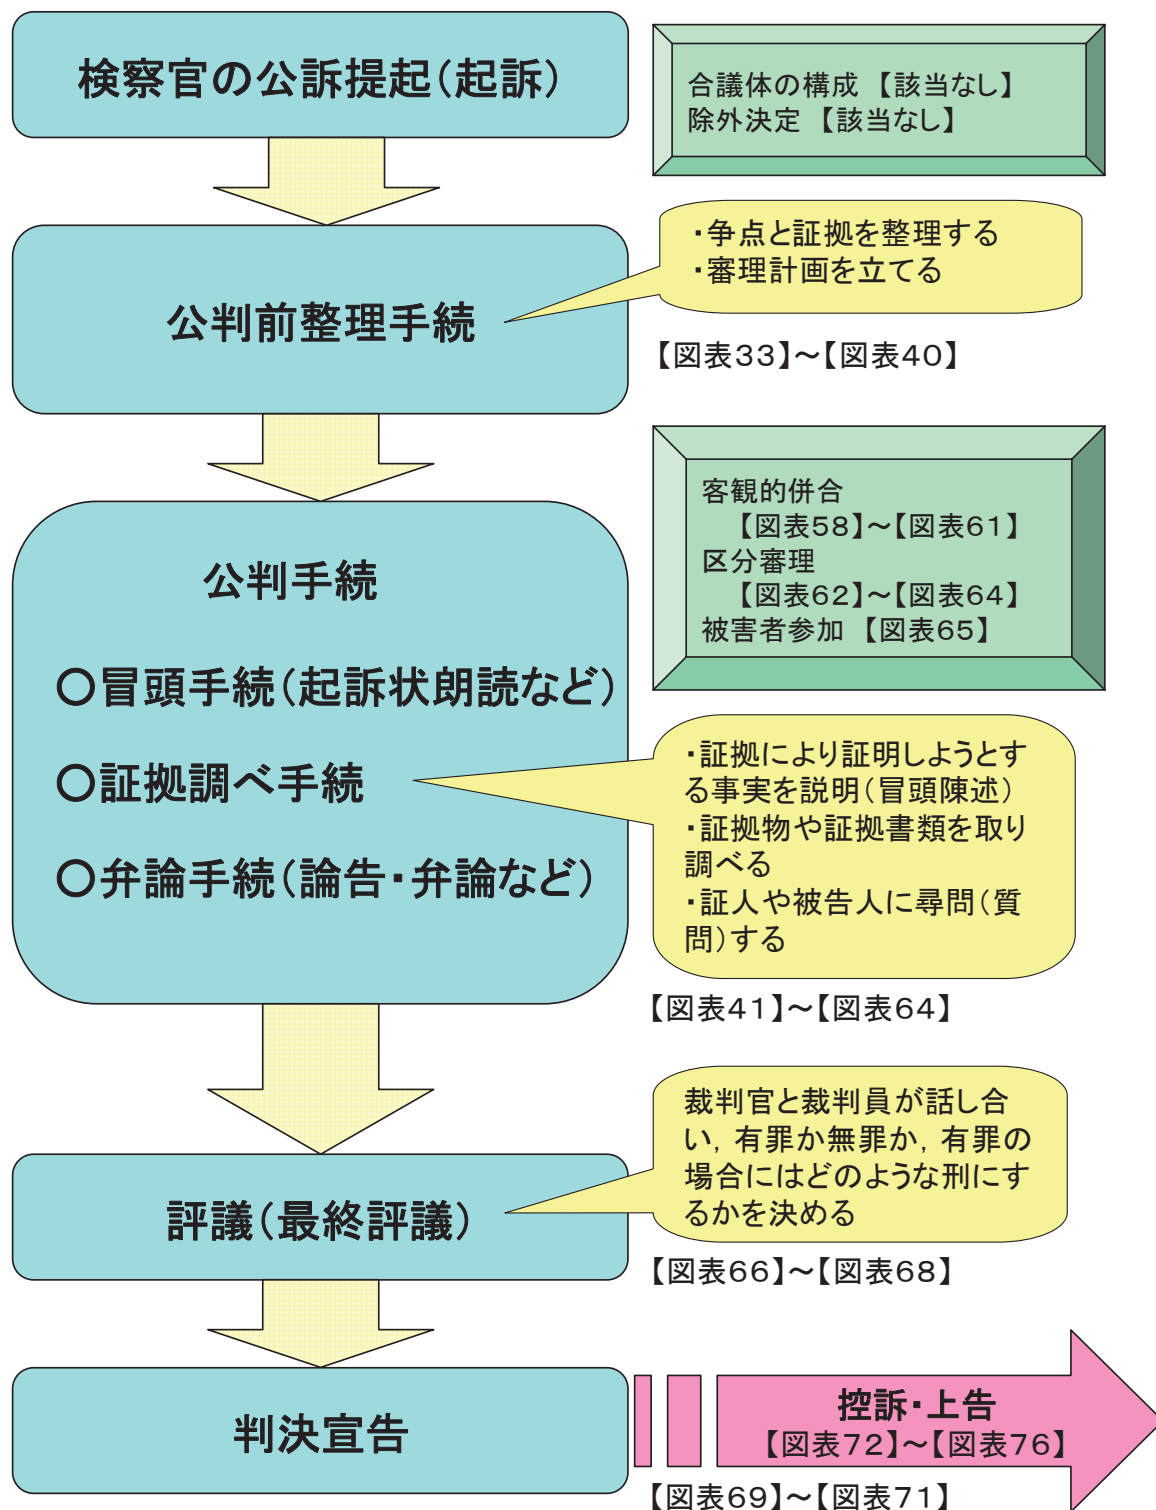 検察官の公訴提起(起訴)
合議体の構成 【該当なし】
除外決定 【該当なし】
・争点と証拠を整理する
・審理計画を立てる
公判前整理手続
【図表33】~【図表40】
客観的併合
【図表58】~【図表61】
区分審理
【図表62】~【図表64】
被害者参加 【図表65】
公判手続
○冒頭手続(起訴状朗読など)
○証拠調べ手続
○弁論手続(論告・弁論など)
・証拠により証明しようとす
る事実を説明(冒頭陳述)
・証拠物や証拠書類を取り
調べる
・証人や被告人に尋問(質
問)する
【図表41】~【図表64】
裁判官と裁判員が話し合
い, 有罪か無罪か, 有罪の
場合にはどのような刑にす
るかを決める
評議(最終評議)
【図表66】~【図表68】
判決宣告
控訴・上告
【図表72】~【図表76】
【図表69】~【図表71】